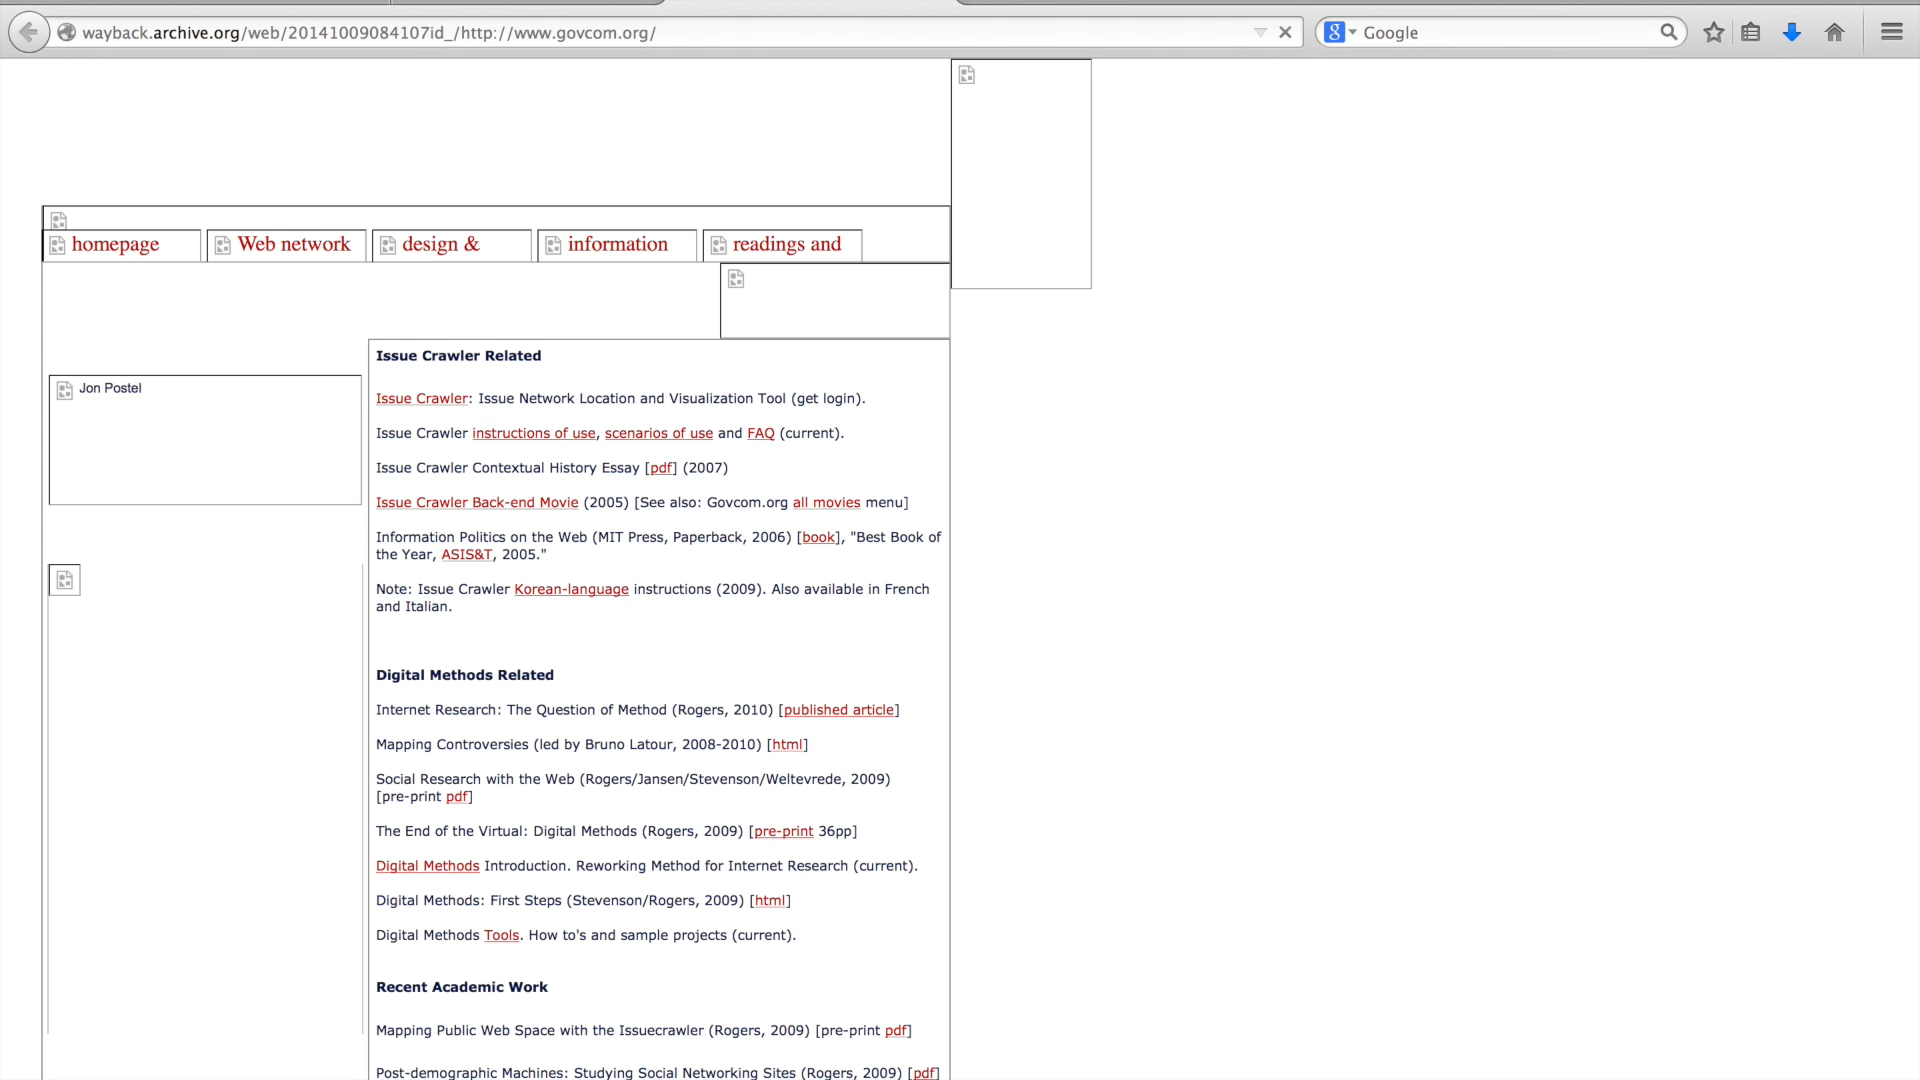 wayback.archive.org/web/20141009084107id_/http://www.govcom.org/
Google
homepage
Web network
design &
information
readings and
Jon Postel
Issue Crawler Related
Issue Crawler: Issue Network Location and Visualization Tool (get login).
Issue Crawler instructions of use, scenarios of use and FAQ (current).
Issue Crawler Contextual History Essay [pdf] (2007)
Issue Crawler Back-end Movie (2005) [See also: Govcom.org all movies menu]
Information Politics on the Web (MIT Press, Paperback, 2006) [book], "Best Book of
the Year, ASIS&T, 2005."
Note: Issue Crawler Korean-language instructions (2009). Also available in French
and Italian.
Digital Methods Related
Internet Research: The Question of Method (Rogers, 2010) [published article]
Mapping Controversies (led by Bruno Latour, 2008-2010) [html]
Social Research with the Web (Rogers/Jansen/Stevenson/Weltevrede, 2009)
[pre-print pdf]
The End of the Virtual: Digital Methods (Rogers, 2009) [pre-print 36pp]
Digital Methods Introduction. Reworking Method for Internet Research (current).
Digital Methods: First Steps (Stevenson/Rogers, 2009) [html]
Digital Methods Tools. How to's and sample projects (current).
Recent Academic Work
Mapping Public Web Space with the Issuecrawler (Rogers, 2009) [pre-print pdf]
Post-demographic Machines: Studying Social Networking Sites (Rogers, 2009) [pdf]